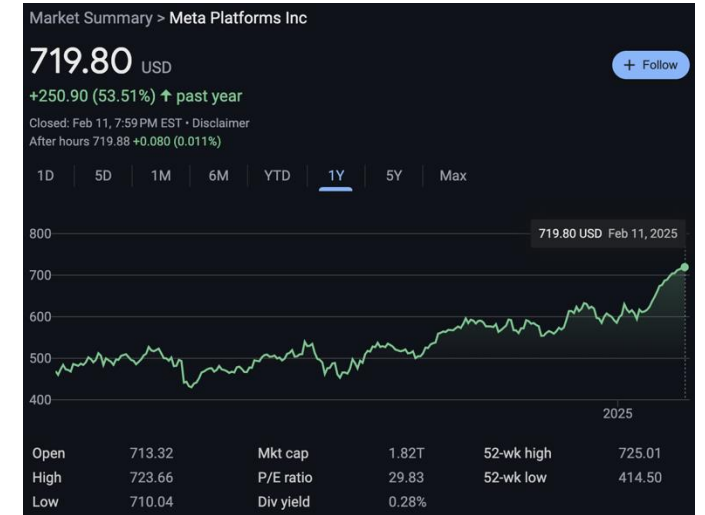 Market Summary > Meta Platforms Inc
719.80 USD
+ Follow
+250.90 (53.51%) ↑ past year
Closed: Feb 11, 7:59 PM EST • Disclaimer
After hours 719.88 +0.080 (0.011%)
1D 5D 1M 6M YTD 1Y 5Y Max
719.80 USD Feb 11, 2025
800
700
600
500
400
2025
Open 713.32 Mkt cap 1.82T 52-wk high 725.01
High 723.66 P/E ratio 29.83 52-wk low 414.50
Low 710.04 Div yield 0.28%